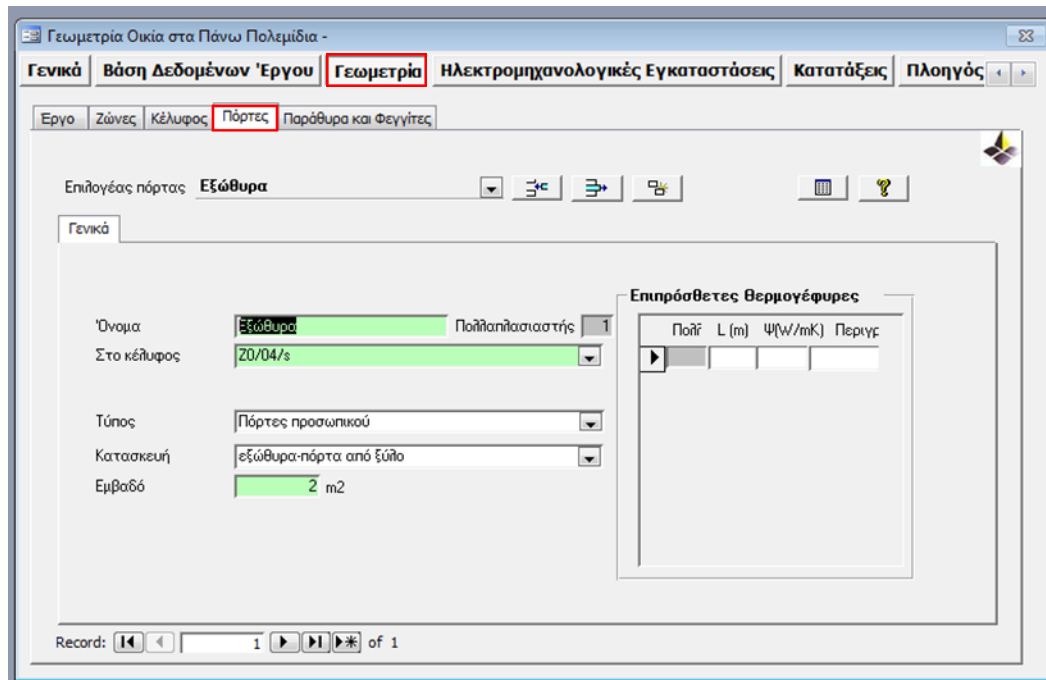 Γεωμετρία Οικία στα Πάνω Πολεμίδια -
Γενικά Βάση Δεδομένων Έργου Γεωμετρία Ηλεκτρομηχανολογικές Εγκαταστάσεις Κατατάξεις Πλοηγός
Έργο Ζώνες Κέλυφος Πόρτες Παράθυρα και Φεγγίτες
Επιλογέας πόρτας Εξώθυρα
Γενικά
Επιπρόσθετες Θερμογέφυρες
Όνομα Εξώθυρα Πολλαπλασιαστής 1
Πολλ L (m) Ψ(W/mK) Περιγρ
Στο κέλυφος Z0/04/s
Τύπος Πόρτες προσωπικού
Κατασκευή εξώθυρα-πόρτα από ξύλο
Εμβαδό 2 m2
Record: 1 of 1